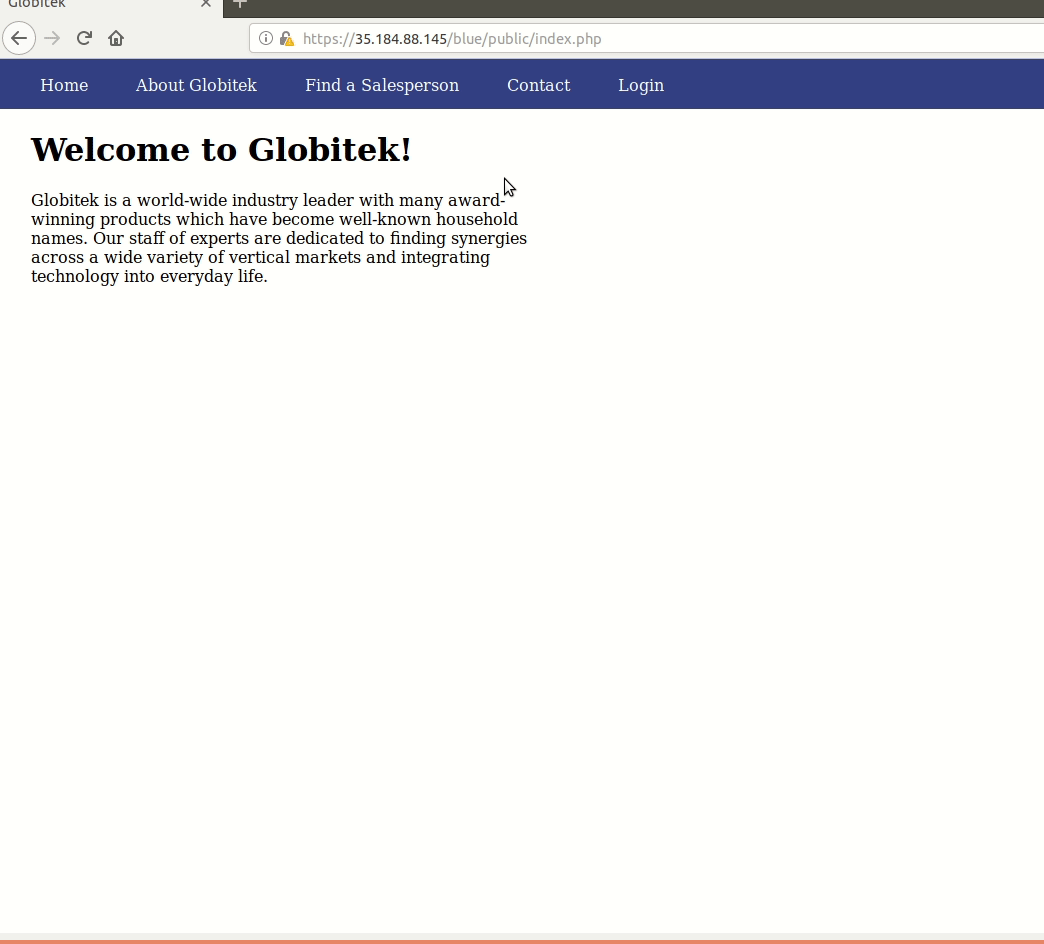 Globitek
https://35.184.88.145/blue/public/index.php
Home About Globitek Find a Salesperson Contact Login
Welcome to Globitek!
Globitek is a world-wide industry leader with many award-
winning products which have become well-known household
names. Our staff of experts are dedicated to finding synergies
across a wide variety of vertical markets and integrating
technology into everyday life.